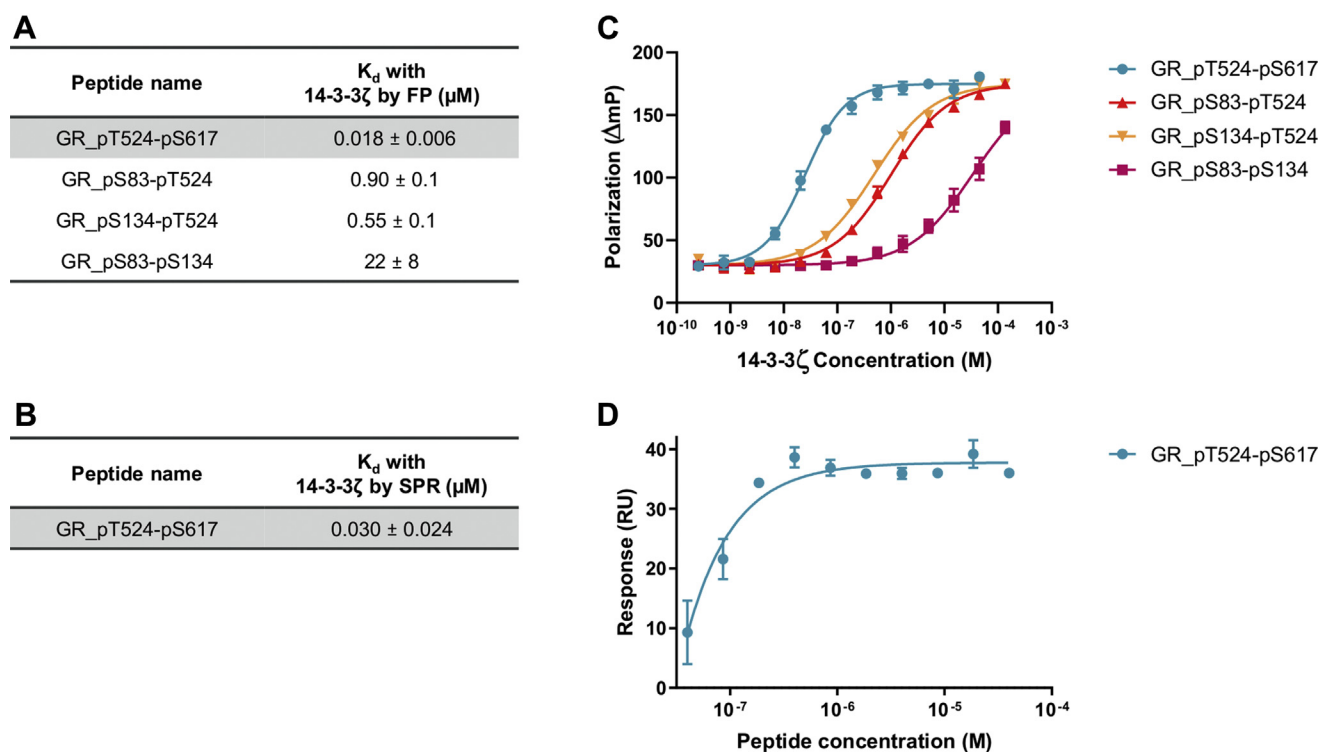 A
Peptide name
K_d with
14-3-3ζ by FP (µM)
GR_pT524-pS617
0.018 ± 0.006
GR_pS83-pT524
0.90 ± 0.1
GR_pS134-pT524
0.55 ± 0.1
GR_pS83-pS134
22 ± 8
B
Peptide name
K_d with
14-3-3ζ by SPR (µM)
GR_pT524-pS617
0.030 ± 0.024
C
Polarization (ΔmP)
200
150
100
50
0
10^-10 10^-9 10^-8 10^-7 10^-6 10^-5 10^-4 10^-3
14-3-3ζ Concentration (M)
GR_pT524-pS617
GR_pS83-pT524
GR_pS134-pT524
GR_pS83-pS134
D
Response (RU)
40
30
20
10
0
10^-7 10^-6 10^-5 10^-4
Peptide concentration (M)
GR_pT524-pS617